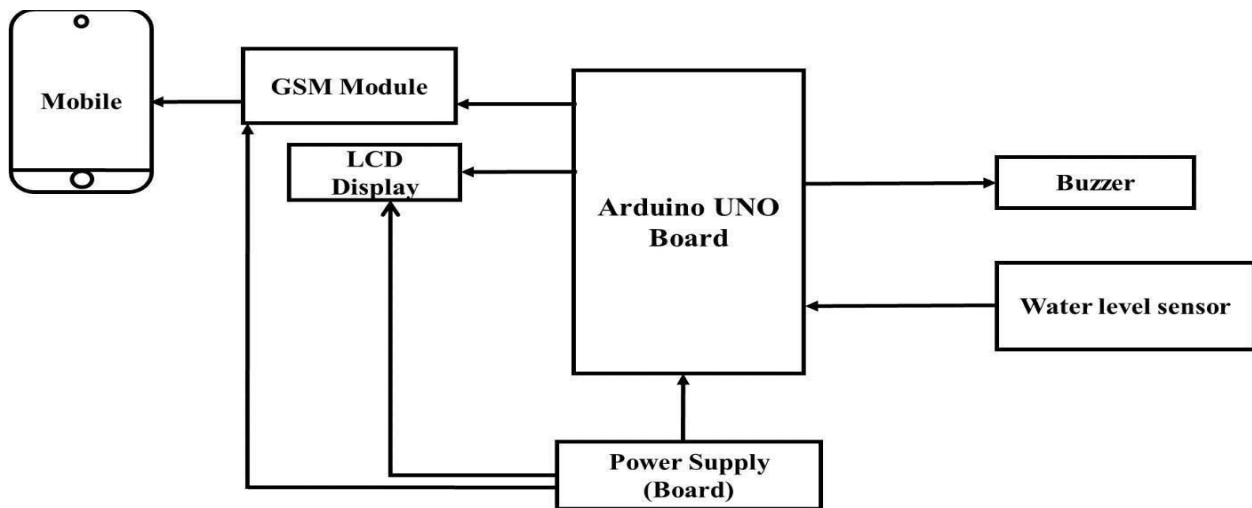 Mobile
GSM Module
LCD
Display
Arduino UNO
Board
Buzzer
Water level sensor
Power Supply
(Board)